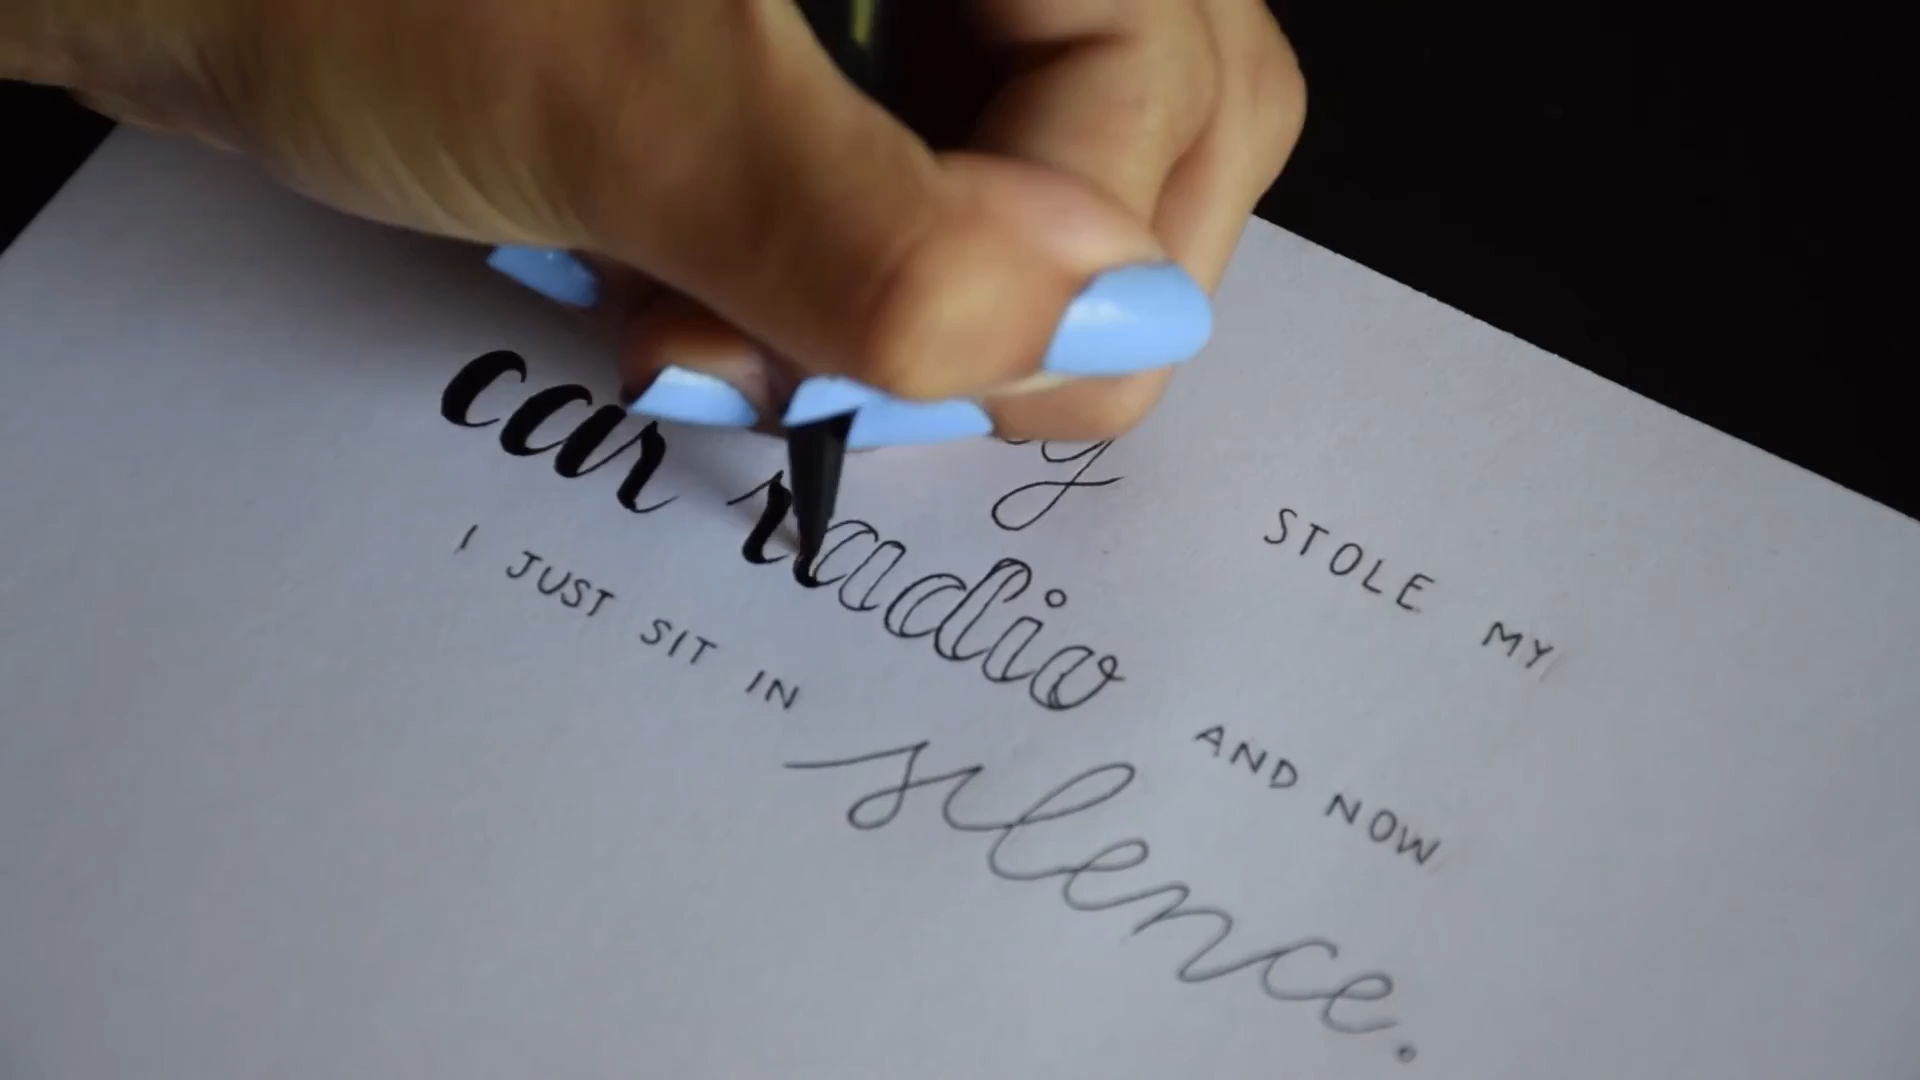 STOLE MY
car radio
AND NOW
I JUST SIT IN
silence.